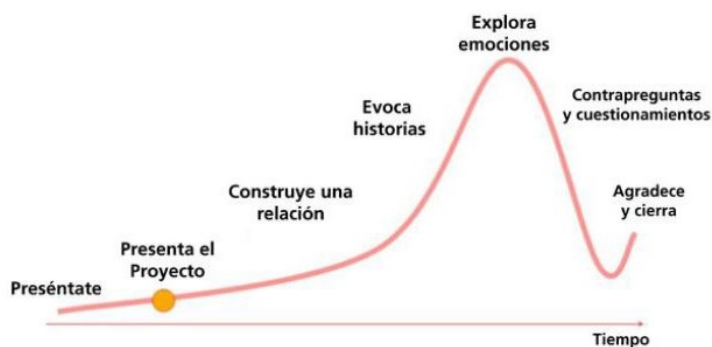 Preséntate
Presenta el
Proyecto
Construye una
relación
Evoca
historias
Explora
emociones
Contrapreguntas
y cuestionamientos
Agradece
y cierra
Tiempo